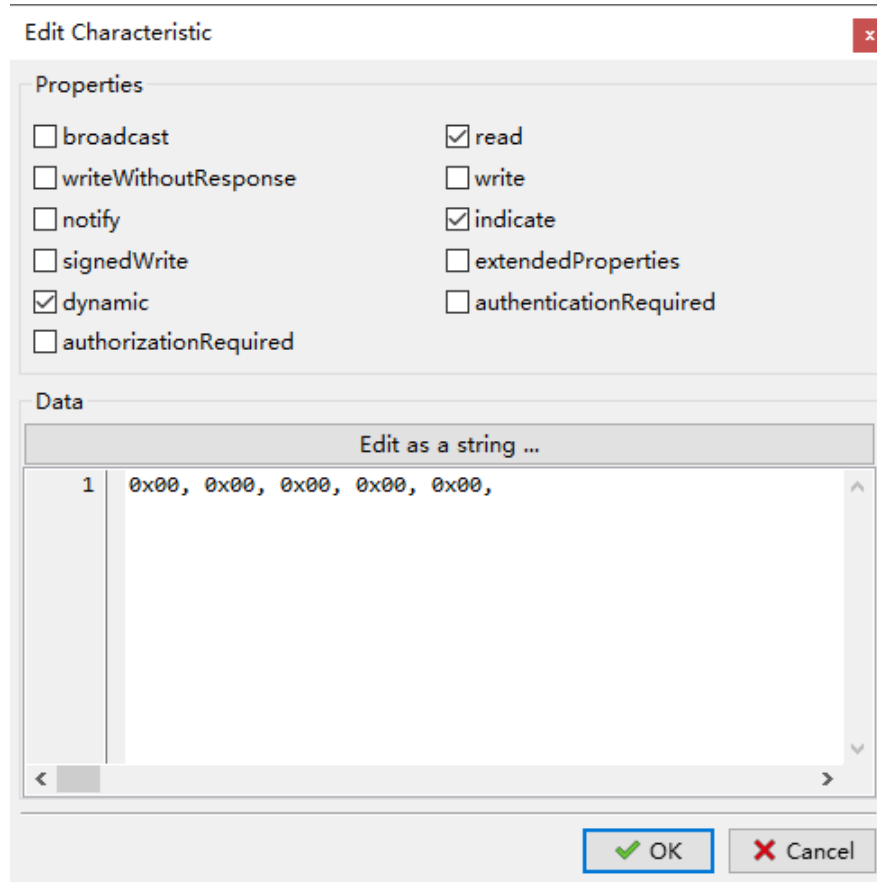 Edit Characteristic
x
Properties
broadcast
read
writeWithoutResponse
write
notify
indicate
signedWrite
extendedProperties
dynamic
authenticationRequired
authorizationRequired
Data
Edit as a string ...
1 0x00, 0x00, 0x00, 0x00, 0x00,
OK
Cancel